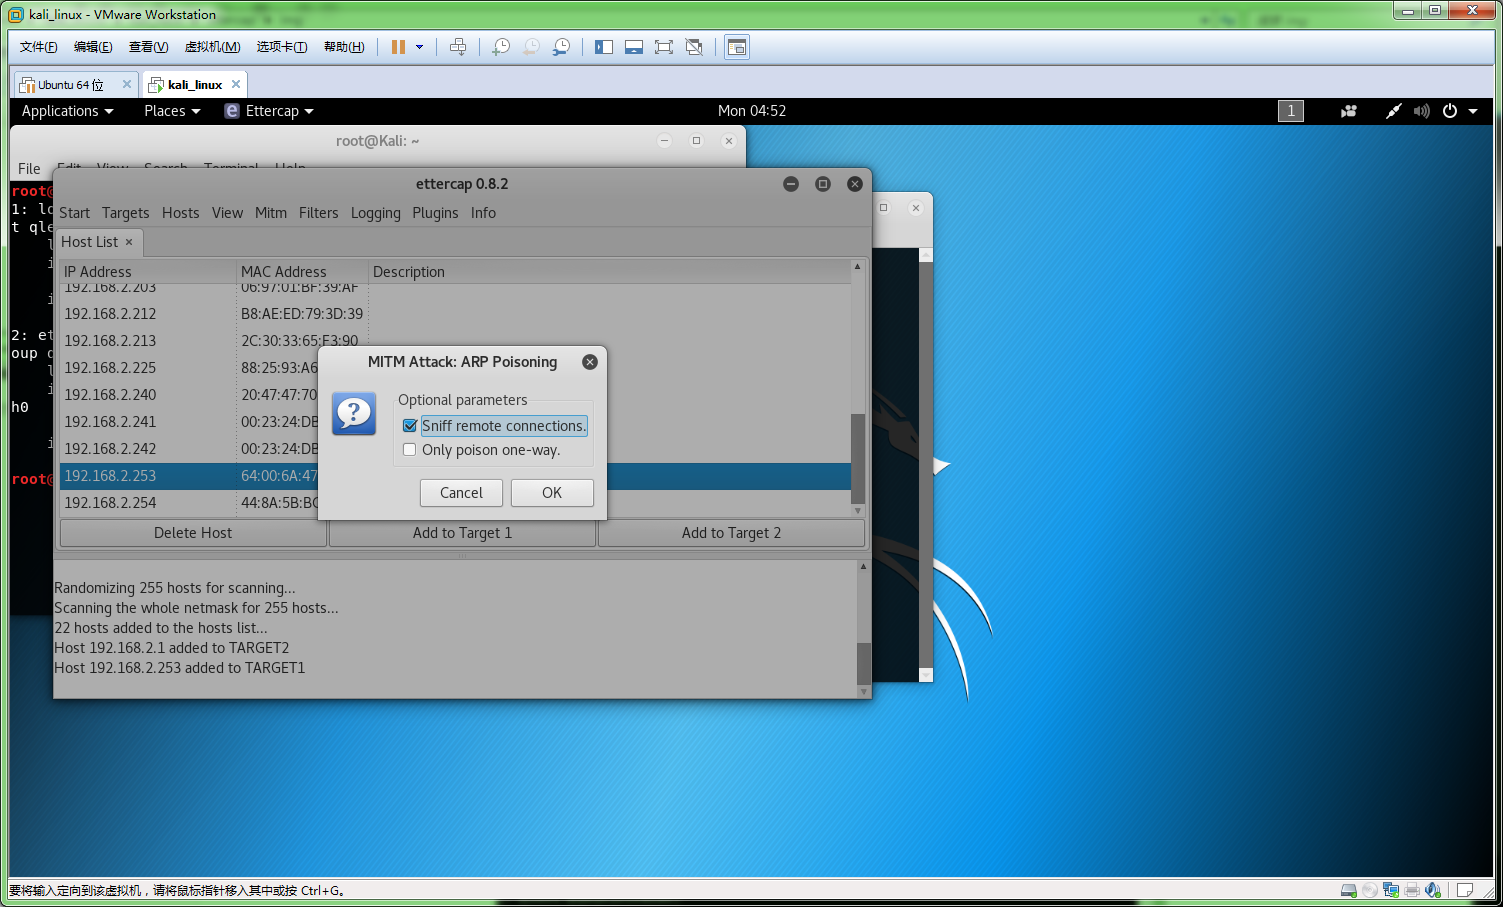 kali_linux - VMware Workstation
文件(F) 编辑(E) 查看(V) 虚拟机(M) 选项卡(T) 帮助(H)
Ubuntu 64 位 kali_linux
Applications Places Ettercap Mon 04:52 1
root@Kali: ~
File Edit View Search Terminal Help
ettercap 0.8.2
root@
1: lo
Start Targets Hosts View Mitm Filters Logging Plugins Info
t qle
Host List
IP Address MAC Address Description
192.168.2.203 06:97:01:BF:39:AF
192.168.2.212 B8:AE:ED:79:3D:39
2: et
192.168.2.213 2C:30:33:65:F3:90
oup d
MITM Attack: ARP Poisoning
192.168.2.225 88:25:93:A6
192.168.2.240 20:47:47:70
Optional parameters
h0
192.168.2.241 00:23:24:DB
Sniff remote connections.
192.168.2.242 00:23:24:DB
Only poison one-way.
192.168.2.253 64:00:6A:47
root@
Cancel OK
192.168.2.254 44:8A:5B:BC
Delete Host Add to Target 1 Add to Target 2
Randomizing 255 hosts for scanning...
Scanning the whole netmask for 255 hosts...
22 hosts added to the hosts list...
Host 192.168.2.1 added to TARGET2
Host 192.168.2.253 added to TARGET1
要将输入定向到该虚拟机，请将鼠标指针移入其中或按 Ctrl+G。